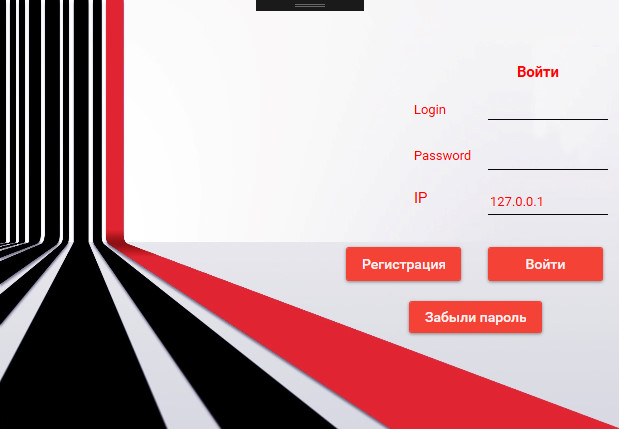 Войти
Login
Password
IP 127.0.0.1
Регистрация Войти
Забыли пароль